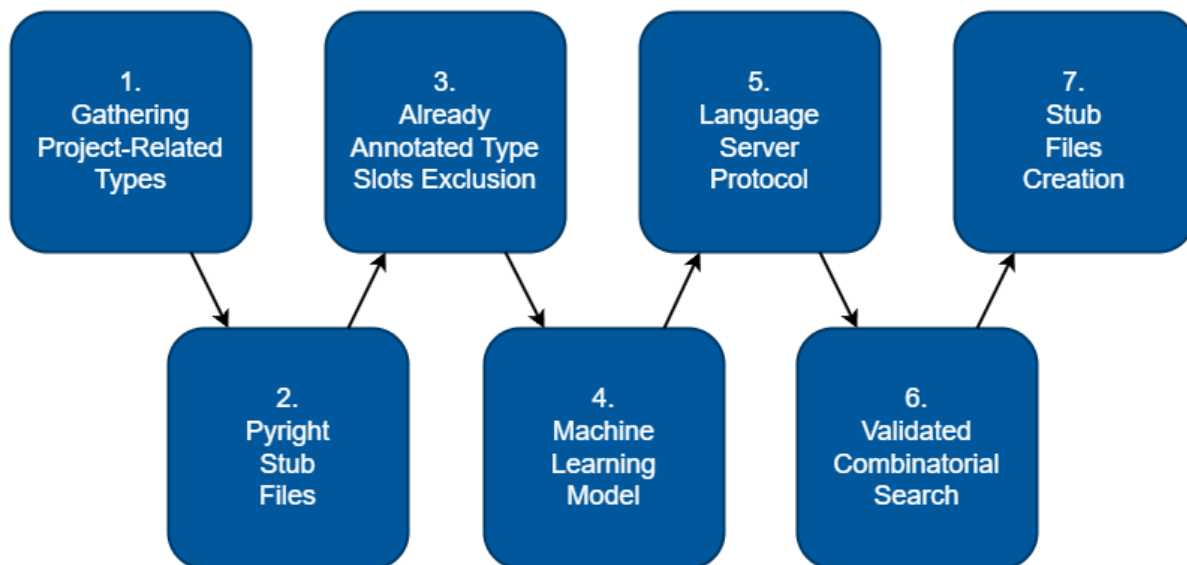 1.
Gathering
Project-Related
Types
2.
Pyright
Stub
Files
3.
Already
Annotated Type
Slots Exclusion
4.
Machine
Learning
Model
5.
Language
Server
Protocol
6.
Validated
Combinatorial
Search
7.
Stub
Files
Creation